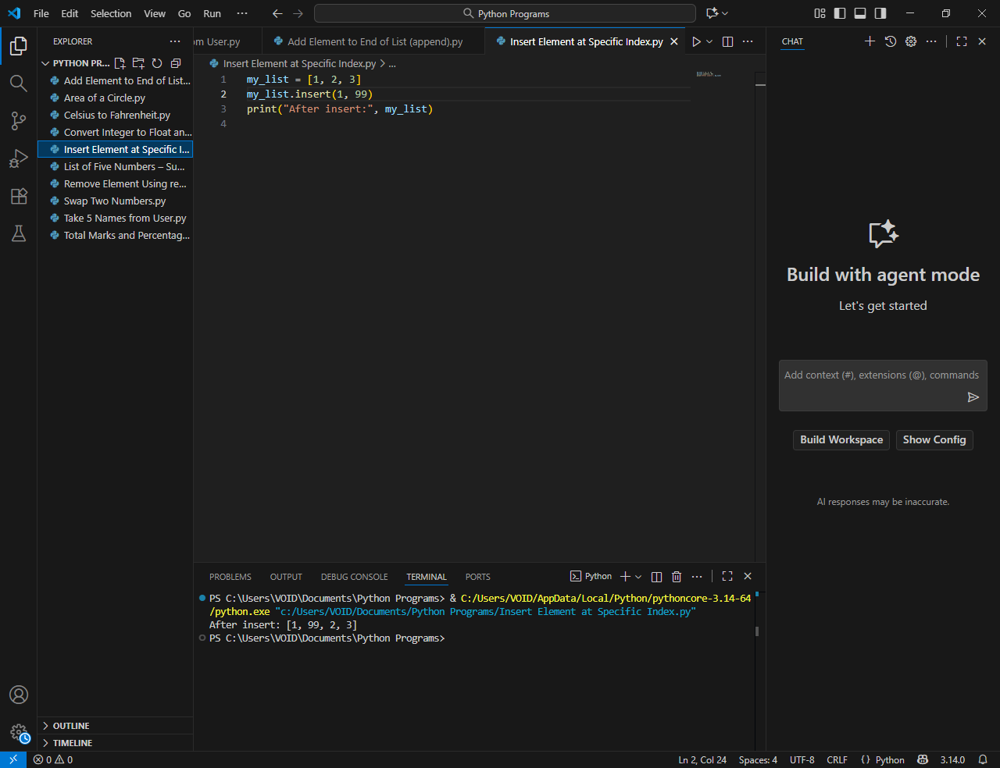 File Edit Selection View Go Run ··· Python Programs
EXPLORER
PYTHON PR...
Add Element to End of List...
Area of a Circle.py
Celsius to Fahrenheit.py
Convert Integer to Float an...
Insert Element at Specific I...
List of Five Numbers – Su...
Remove Element Using re...
Swap Two Numbers.py
Take 5 Names from User.py
Total Marks and Percentag...
OUTLINE
TIMELINE
om User.py Add Element to End of List (append).py Insert Element at Specific Index.py
Insert Element at Specific Index.py > ...
1 my_list = [1, 2, 3]
2 my_list.insert(1, 99)
3 print("After insert:", my_list)
4
PROBLEMS OUTPUT DEBUG CONSOLE TERMINAL PORTS Python
PS C:\Users\VOID\Documents\Python Programs> & C:/Users/VOID/AppData/Local/Python/pythoncore-3.14-64
/python.exe "c:/Users/VOID/Documents/Python Programs/Insert Element at Specific Index.py"
After insert: [1, 99, 2, 3]
PS C:\Users\VOID\Documents\Python Programs>
CHAT
Build with agent mode
Let's get started
Add context (#), extensions (@), commands
Build Workspace Show Config
AI responses may be inaccurate.
0 0 Ln 2, Col 24 Spaces: 4 UTF-8 CRLF {} Python 3.14.0